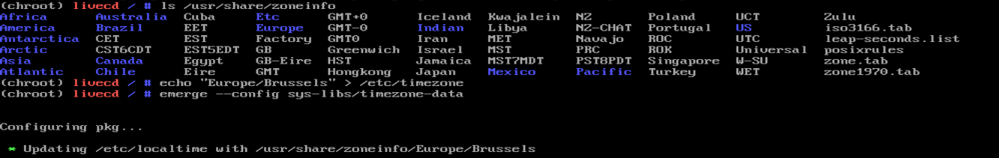 (chroot) livecd / # ls /usr/share/zoneinfo
Africa Australia Cuba Etc GMT+0 Iceland Kwajalein NZ Poland UCT Zulu
America Brazil EET Europe GMT-0 Indian Libya NZ-CHAT Portugal US iso3166.tab
Antarctica CET EST Factory GMT0 Iran MET Navajo ROC UTC leap-seconds.list
Arctic CST6CDT EST5EDT GB Greenwich Israel MST PRC ROK Universal posixrules
Asia Canada Egypt GB-Eire HST Jamaica MST7MDT PST8PDT Singapore W-SU zone.tab
Atlantic Chile Eire GMT Hongkong Japan Mexico Pacific Turkey WET zone1970.tab
(chroot) livecd / # echo "Europe/Brussels" > /etc/timezone
(chroot) livecd / # emerge --config sys-libs/timezone-data
Configuring pkg...
* Updating /etc/localtime with /usr/share/zoneinfo/Europe/Brussels